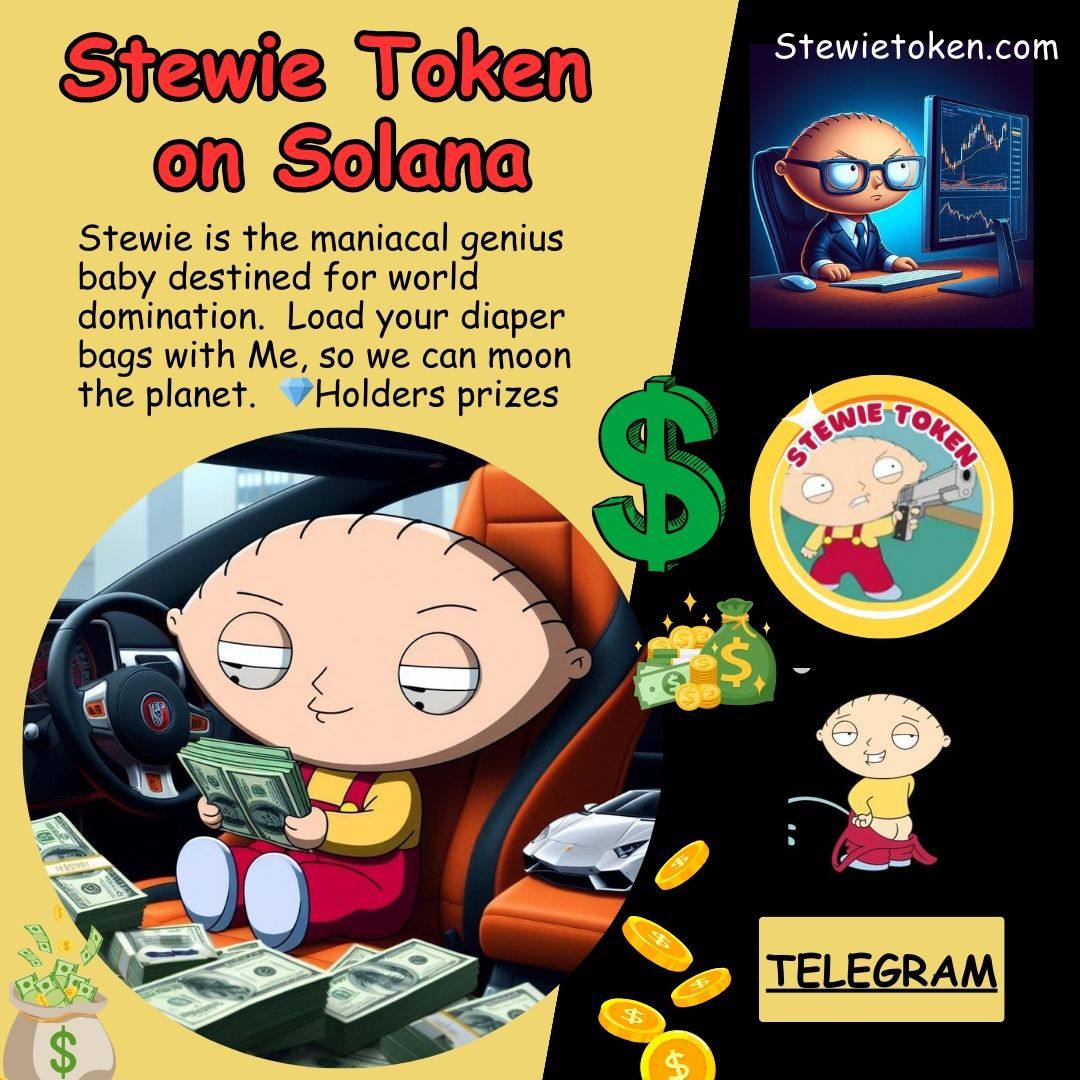 Stewie Token
on Solana
Stewietoken.com
Stewie is the maniacal genius
baby destined for world
domination.  Load your diaper
bags with Me, so we can moon
the planet.  💎Holders prizes
STEWIE TOKEN
TELEGRAM